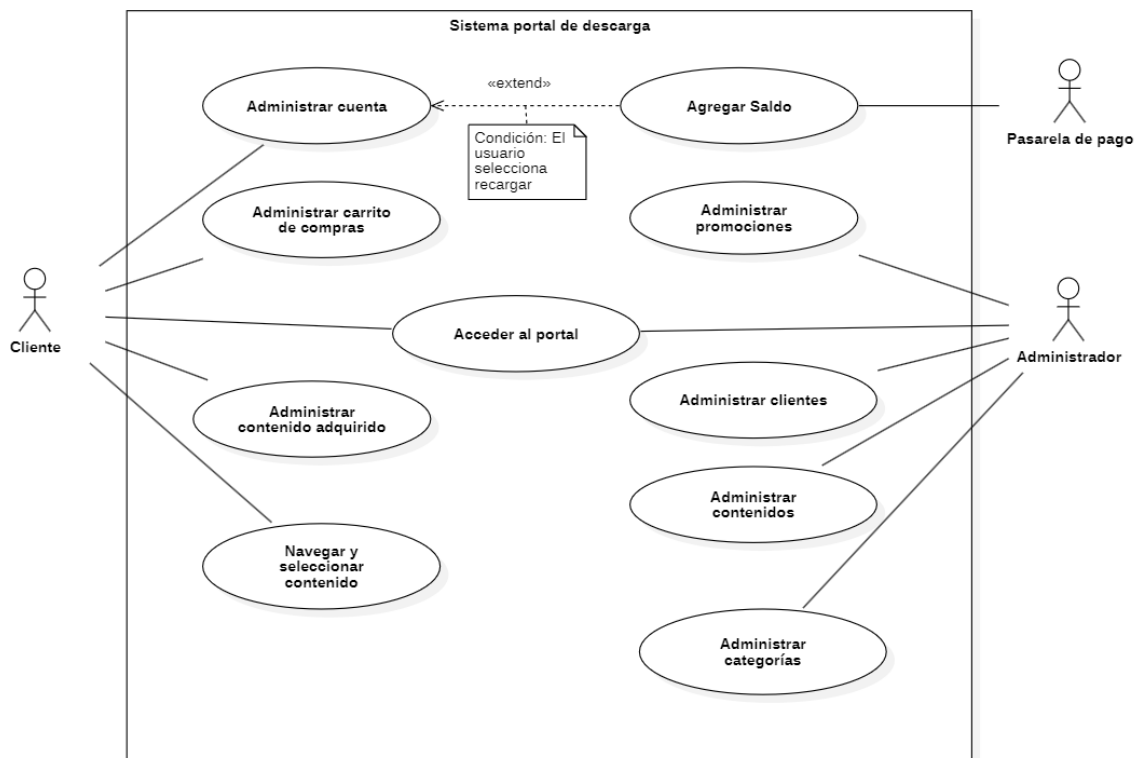 Sistema portal de descarga
Administrar cuenta
«extend»
Agregar Saldo
Condición: El
usuario
selecciona
recargar
Pasarela de pago
Administrar carrito
de compras
Administrar
promociones
Cliente
Acceder al portal
Administrador
Administrar
contenido adquirido
Administrar clientes
Administrar
contenidos
Navegar y
seleccionar
contenido
Administrar
categorías